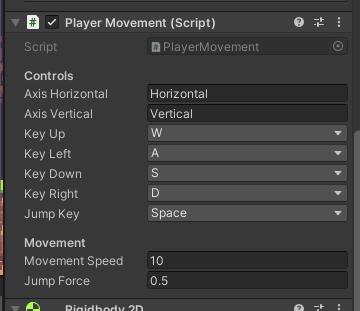 Player Movement (Script)
Script PlayerMovement
Controls
Axis Horizontal Horizontal
Axis Vertical Vertical
Key Up W
Key Left A
Key Down S
Key Right D
Jump Key Space
Movement
Movement Speed 10
Jump Force 0.5
Rigidbody 2D